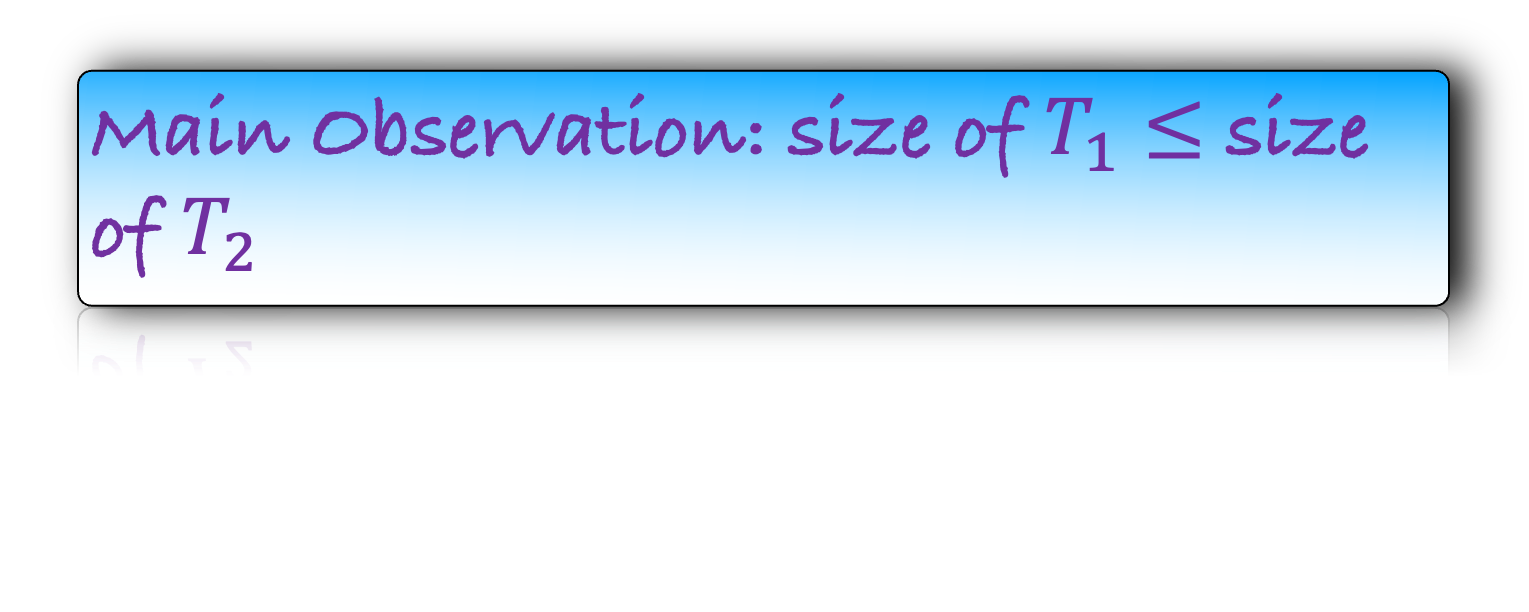 Main Observation: size of T₁ ≤ size
of T₂